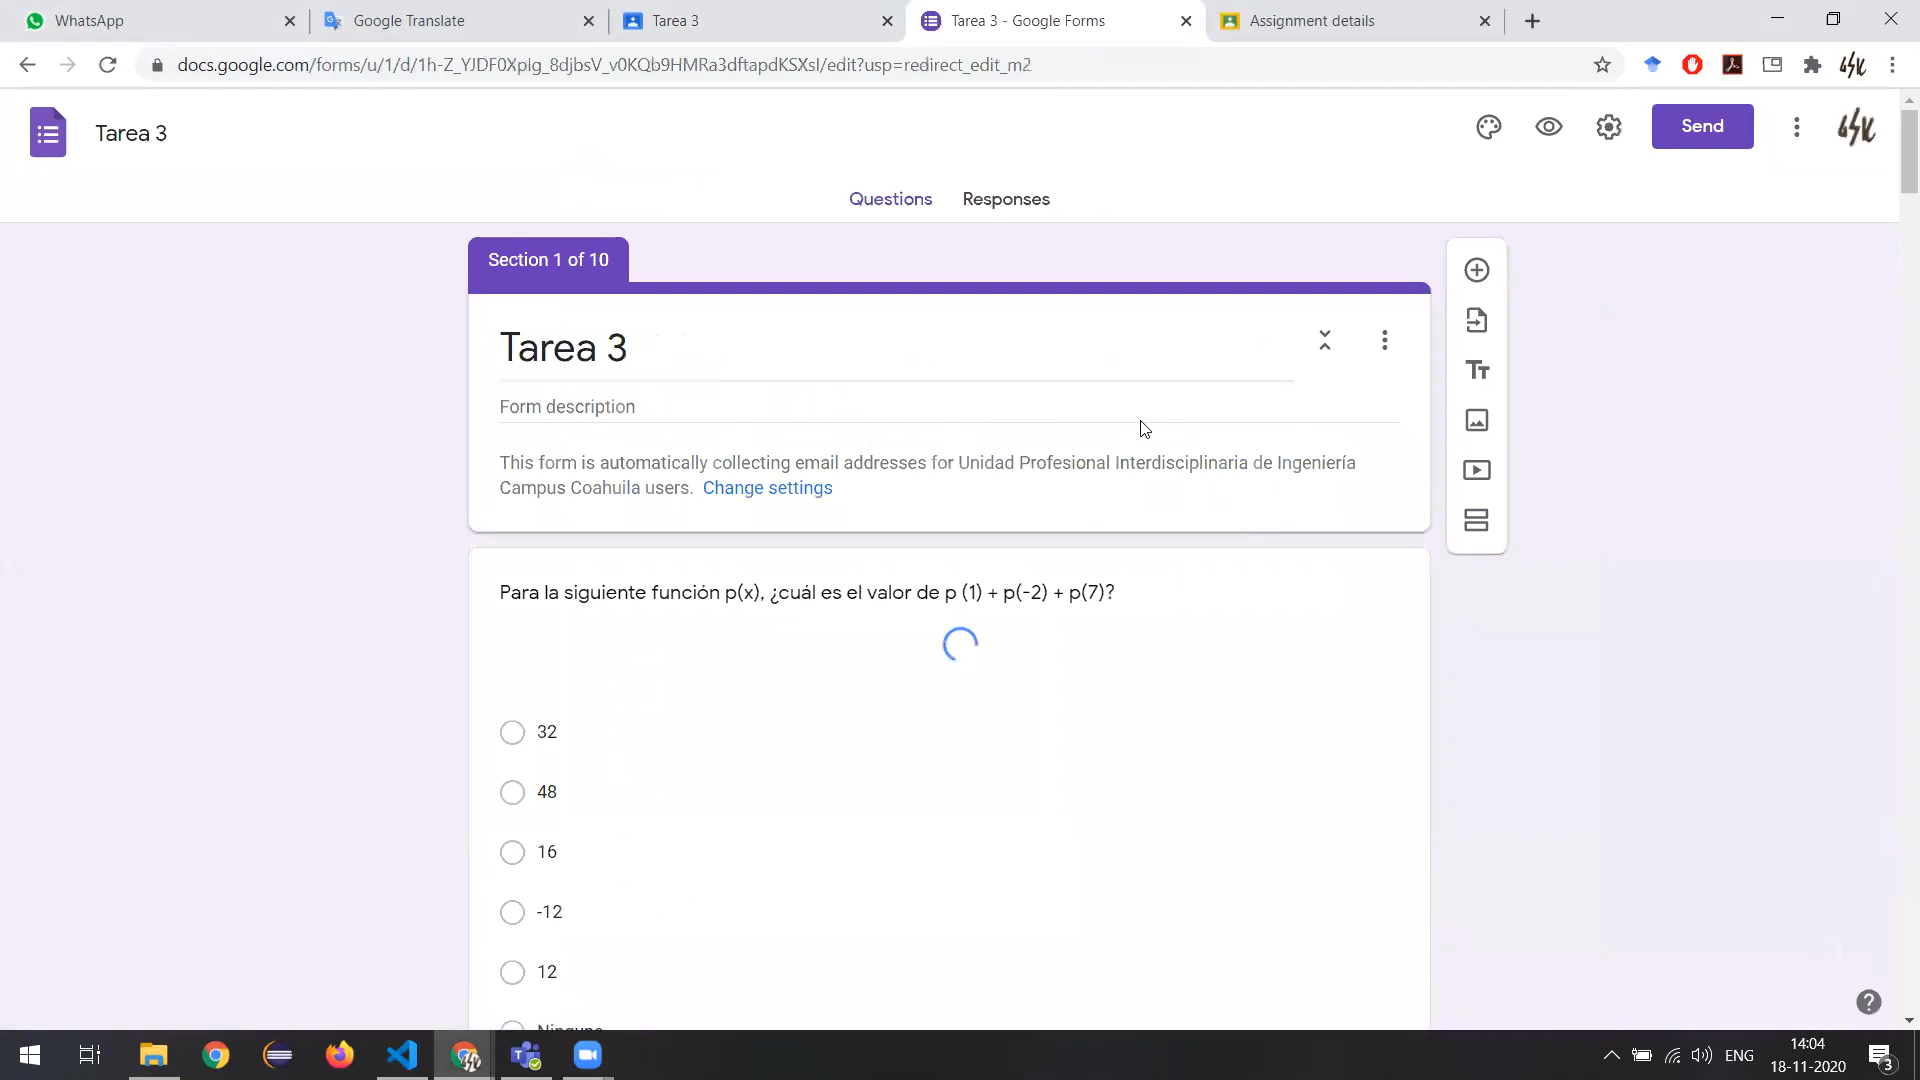 WhatsApp
Google Translate
Tarea 3
Tarea 3 - Google Forms
Assignment details
docs.google.com/forms/u/1/d/1h-Z_YJDF0XpIg_8djbsV_v0KQb9HMRa3dftapdKSXsI/edit?usp=redirect_edit_m2
Tarea 3
Send
Questions
Responses
Section 1 of 10
Tarea 3
Form description
This form is automatically collecting email addresses for Unidad Profesional Interdisciplinaria de Ingeniería
Campus Coahuila users. Change settings
Para la siguiente función p(x), ¿cuál es el valor de p (1) + p(-2) + p(7)?
32
48
16
-12
12
Ninguno
ENG
14:04
18-11-2020
3